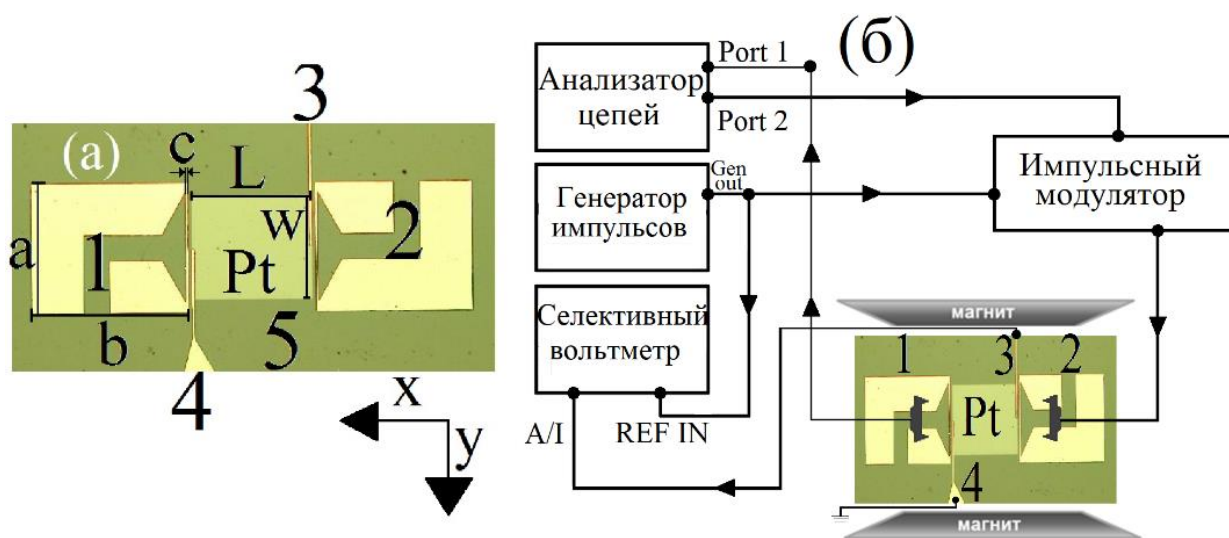 (а)
3
c
L
w
a
1
2
Pt
b
5
4
x
y
(б)
Анализатор
цепей
Port 1
Port 2
Генератор
импульсов
Gen
out
Импульсный
модулятор
Селективный
вольтметр
A/I
REF IN
магнит
1
3
2
Pt
4
магнит